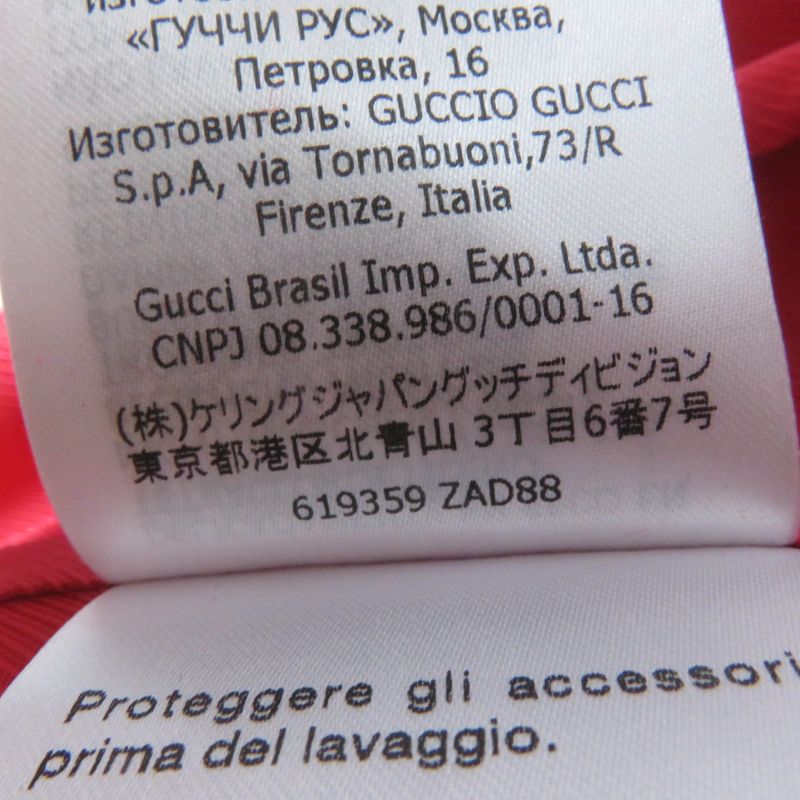 «ГУЧЧИ РУС», Москва,
Петровка, 16
Изготовитель: GUCCIO GUCCI
S.p.A, via Tornabuoni,73/R
Firenze, Italia
Gucci Brasil Imp. Exp. Ltda.
CNPJ 08.338.986/0001-16
(株)ケリングジャパングッチディビジョン
東京都港区北青山 3丁目6番7号
619359 ZAD88
Proteggere gli accessori
prima del lavaggio.